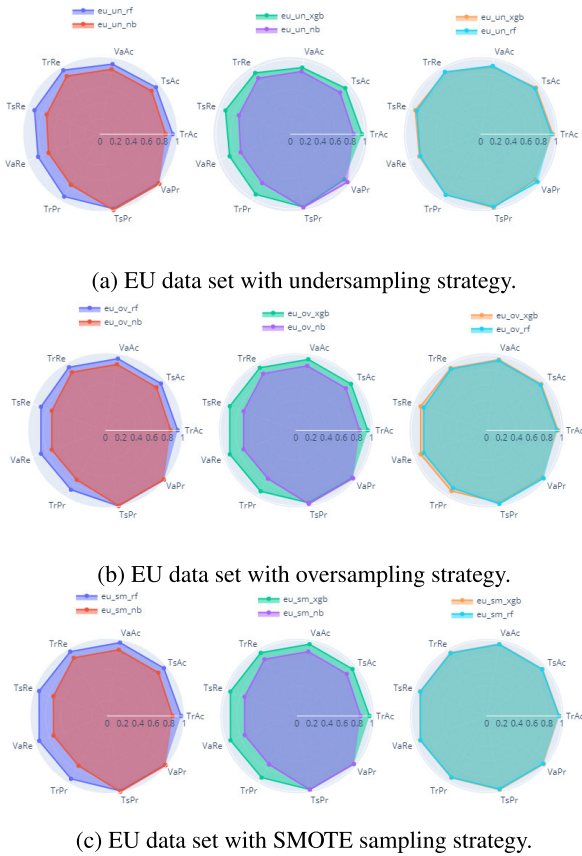 eu_un_rf
eu_un_nb
VaAc
TrRe
TsAc
TsRe
TrAc
0 0.2 0.4 0.6 0.8 1
VaRe
TrPr
VaPr
TsPr
eu_un_xgb
eu_un_nb
VaAc
TrRe
TsAc
TsRe
TrAc
0 0.2 0.4 0.6 0.8 1
VaRe
TrPr
VaPr
TsPr
eu_un_xgb
eu_un_rf
VaAc
TrRe
TsAc
TsRe
TrAc
0 0.2 0.4 0.6 0.8 1
VaRe
TrPr
VaPr
TsPr
(a) EU data set with undersampling strategy.
eu_ov_rf
eu_ov_nb
VaAc
TrRe
TsAc
TsRe
TrAc
0 0.2 0.4 0.6 0.8 1
VaRe
TrPr
VaPr
TsPr
eu_ov_xgb
eu_ov_nb
VaAc
TrRe
TsAc
TsRe
TrAc
0 0.2 0.4 0.6 0.8 1
VaRe
TrPr
VaPr
TsPr
eu_ov_xgb
eu_ov_rf
VaAc
TrRe
TsAc
TsRe
TrAc
0 0.2 0.4 0.6 0.8 1
VaRe
TrPr
VaPr
TsPr
(b) EU data set with oversampling strategy.
eu_sm_rf
eu_sm_nb
VaAc
TrRe
TsAc
TsRe
TrAc
0 0.2 0.4 0.6 0.8 1
VaRe
TrPr
VaPr
TsPr
eu_sm_xgb
eu_sm_nb
VaAc
TrRe
TsAc
TsRe
TrAc
0 0.2 0.4 0.6 0.8 1
VaRe
TrPr
VaPr
TsPr
eu_sm_xgb
eu_sm_rf
VaAc
TrRe
TsAc
TsRe
TrAc
0 0.2 0.4 0.6 0.8 1
VaRe
TrPr
VaPr
TsPr
(c) EU data set with SMOTE sampling strategy.